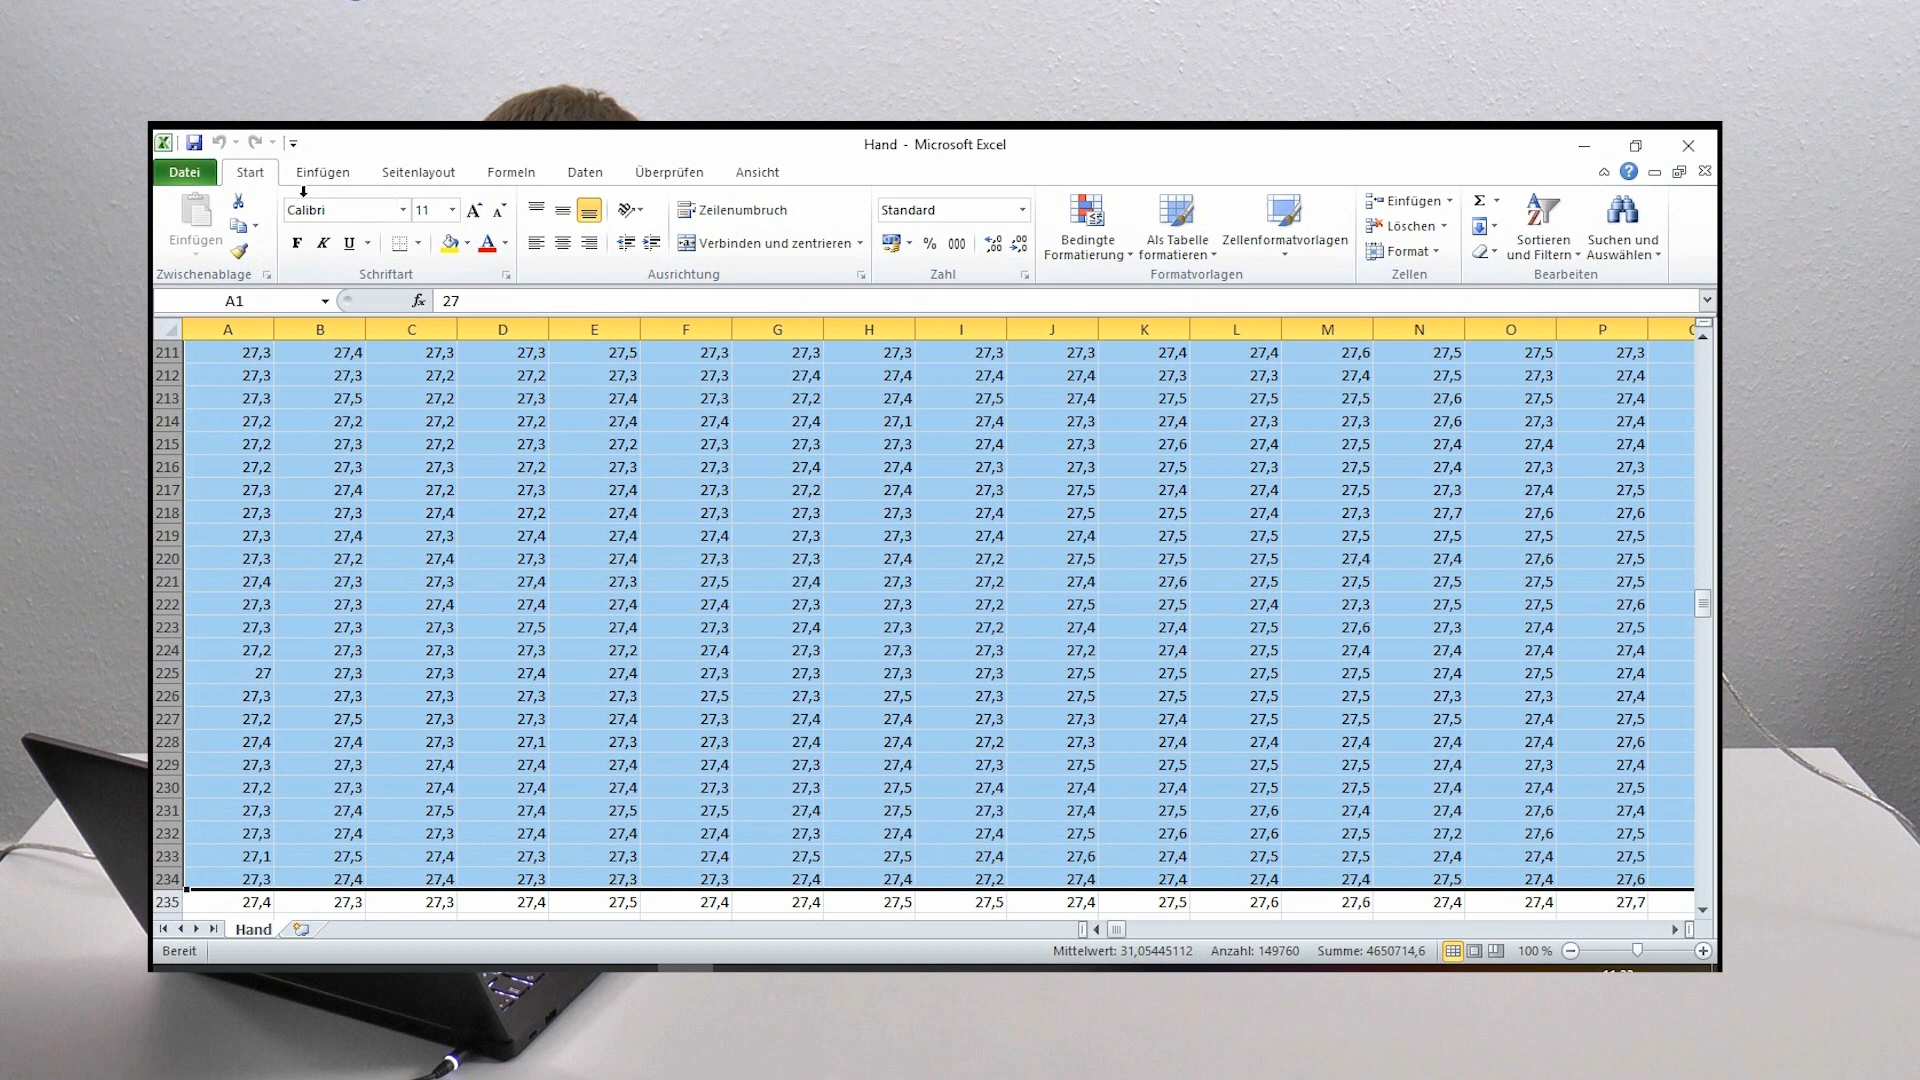 Hand - Microsoft Excel
Datei Start Einfügen Seitenlayout Formeln Daten Überprüfen Ansicht
Einfügen
Zwischenablage
Calibri 11
F K U
Schriftart
Zeilenumbruch
Verbinden und zentrieren
Ausrichtung
Standard
% 000
Zahl
Bedingte Formatierung
Als Tabelle formatieren
Zellenformatvorlagen
Formatvorlagen
Einfügen
Löschen
Format
Zellen
Sortieren und Filtern
Suchen und Auswählen
Bearbeiten
A1 fx 27
A B C D E F G H I J K L M N O P
211 27,3 27,4 27,3 27,3 27,5 27,3 27,3 27,3 27,3 27,3 27,4 27,4 27,6 27,5 27,5 27,3
212 27,3 27,3 27,2 27,2 27,3 27,3 27,4 27,4 27,4 27,4 27,3 27,3 27,4 27,5 27,3 27,4
213 27,3 27,5 27,2 27,3 27,4 27,3 27,2 27,4 27,5 27,4 27,5 27,5 27,5 27,6 27,5 27,4
214 27,2 27,2 27,2 27,2 27,4 27,4 27,4 27,1 27,4 27,3 27,4 27,3 27,3 27,6 27,3 27,4
215 27,2 27,3 27,2 27,3 27,2 27,3 27,3 27,3 27,4 27,3 27,6 27,4 27,5 27,4 27,4 27,4
216 27,2 27,3 27,3 27,2 27,3 27,3 27,4 27,4 27,3 27,3 27,5 27,3 27,5 27,4 27,3 27,3
217 27,3 27,4 27,2 27,3 27,4 27,3 27,2 27,4 27,3 27,5 27,4 27,4 27,5 27,3 27,4 27,5
218 27,3 27,3 27,4 27,2 27,4 27,3 27,3 27,3 27,4 27,5 27,5 27,4 27,3 27,7 27,6 27,6
219 27,3 27,4 27,3 27,4 27,4 27,4 27,3 27,3 27,4 27,4 27,5 27,5 27,5 27,5 27,5 27,5
220 27,3 27,2 27,4 27,3 27,4 27,3 27,3 27,4 27,2 27,5 27,5 27,5 27,4 27,4 27,6 27,5
221 27,4 27,3 27,3 27,4 27,3 27,5 27,4 27,3 27,2 27,4 27,6 27,5 27,5 27,5 27,5 27,5
222 27,3 27,3 27,4 27,4 27,4 27,4 27,3 27,3 27,2 27,5 27,5 27,4 27,3 27,5 27,5 27,6
223 27,3 27,3 27,3 27,5 27,4 27,3 27,4 27,3 27,2 27,4 27,4 27,5 27,6 27,3 27,4 27,5
224 27,2 27,3 27,3 27,3 27,2 27,4 27,3 27,3 27,3 27,2 27,4 27,5 27,4 27,4 27,4 27,4
225 27 27,3 27,3 27,4 27,4 27,3 27,3 27,3 27,3 27,5 27,5 27,5 27,5 27,4 27,5 27,4
226 27,3 27,3 27,3 27,3 27,3 27,5 27,3 27,5 27,3 27,5 27,5 27,5 27,5 27,3 27,3 27,4
227 27,2 27,5 27,3 27,3 27,4 27,3 27,4 27,4 27,3 27,3 27,4 27,5 27,5 27,5 27,4 27,5
228 27,4 27,4 27,3 27,1 27,3 27,3 27,4 27,4 27,2 27,3 27,4 27,4 27,4 27,4 27,4 27,6
229 27,3 27,3 27,4 27,4 27,4 27,4 27,3 27,4 27,3 27,5 27,5 27,5 27,5 27,4 27,3 27,4
230 27,2 27,3 27,4 27,4 27,4 27,3 27,3 27,5 27,4 27,4 27,4 27,5 27,5 27,4 27,4 27,5
231 27,3 27,4 27,5 27,4 27,5 27,5 27,4 27,5 27,3 27,4 27,5 27,6 27,4 27,4 27,6 27,4
232 27,3 27,4 27,3 27,4 27,4 27,4 27,3 27,4 27,4 27,5 27,6 27,6 27,5 27,2 27,6 27,5
233 27,1 27,5 27,4 27,3 27,3 27,4 27,5 27,5 27,4 27,6 27,4 27,5 27,5 27,4 27,4 27,5
234 27,3 27,4 27,4 27,3 27,3 27,3 27,4 27,4 27,2 27,4 27,4 27,4 27,4 27,5 27,4 27,6
235 27,4 27,3 27,3 27,4 27,5 27,4 27,4 27,5 27,5 27,4 27,5 27,6 27,6 27,4 27,4 27,7
Hand
Bereit Mittelwert: 31,05445112 Anzahl: 149760 Summe: 4650714,6 100 %